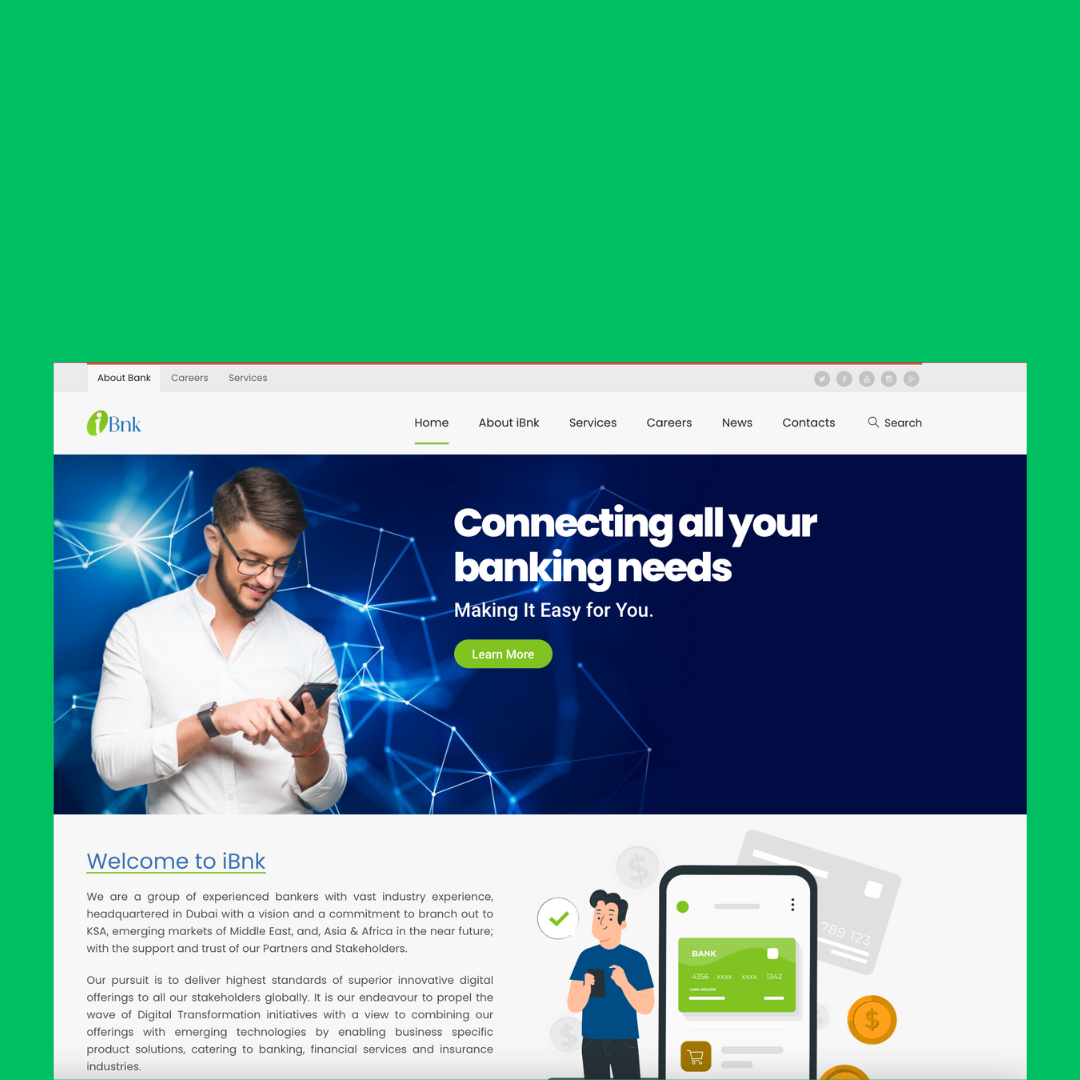 About Bank Careers Services
iBnk
Home About iBnk Services Careers News Contacts Search
Connecting all your
banking needs
Making It Easy for You.
Learn More
Welcome to iBnk
We are a group of experienced bankers with vast industry experience,
headquartered in Dubai with a vision and a commitment to branch out to
KSA, emerging markets of Middle East, and, Asia & Africa in the near future;
with the support and trust of our Partners and Stakeholders.
Our pursuit is to deliver highest standards of superior innovative digital
offerings to all our stakeholders globally. It is our endeavour to propel the
wave of Digital Transformation initiatives with a view to combining our
offerings with emerging technologies by enabling business specific
product solutions, catering to banking, financial services and insurance
industries.
789 123
BANK
4356 xxxx xxxx 1342
CARD HOLDER